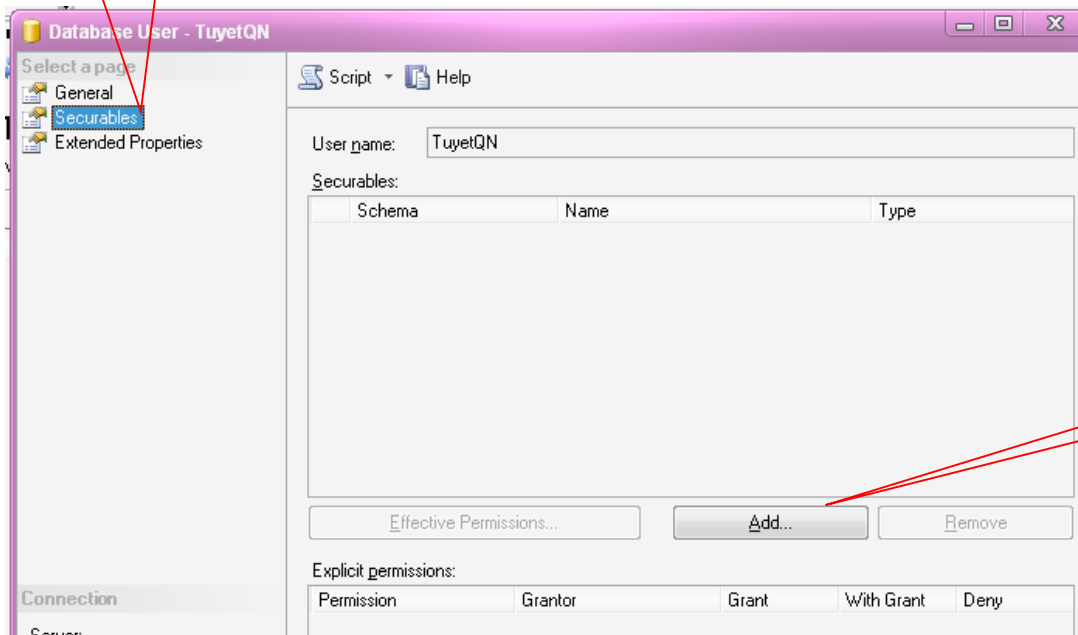 Database User - TuyetQN
Select a page
General
Securables
Extended Properties
Script Help
User name: TuyetQN
Securables:
Schema Name Type
Effective Permissions... Add... Remove
Explicit permissions:
Permission Grantor Grant With Grant Deny
Connection
Server: